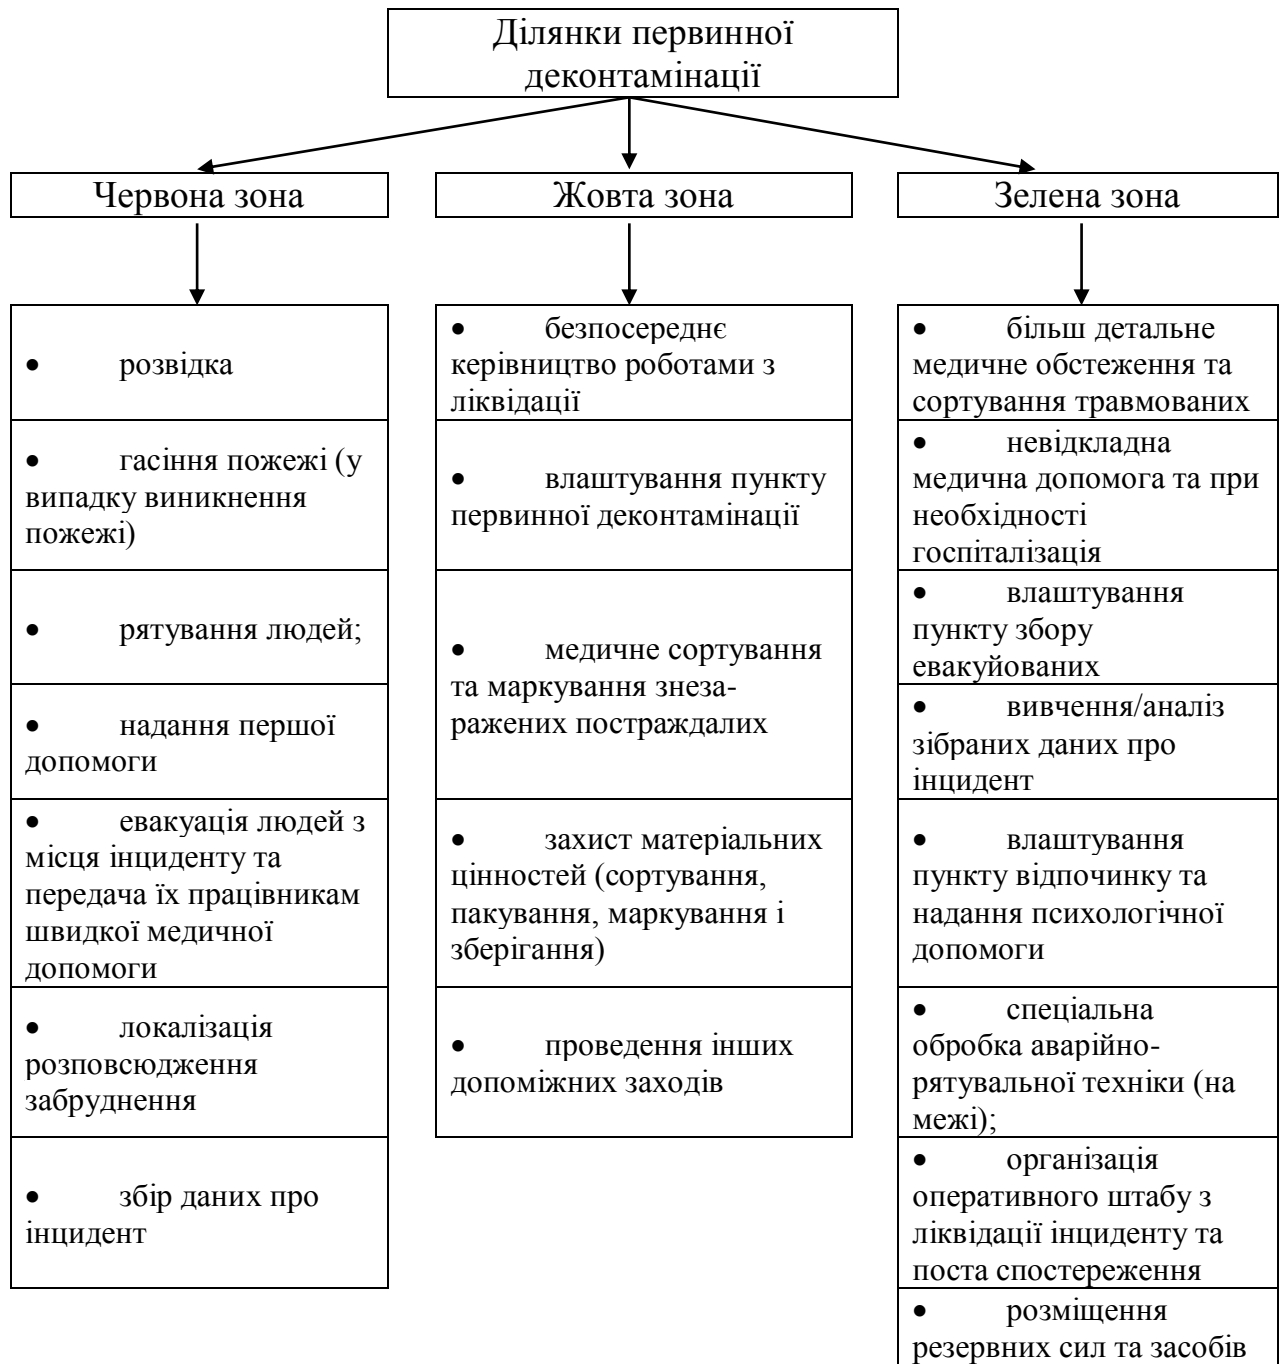 Ділянки первинної
деконтамінації
Червона зона
Жовта зона
Зелена зона
• розвідка
• гасіння пожежі (у
випадку виникнення
пожежі)
• рятування людей;
• надання першої
допомоги
• евакуація людей з
місця інциденту та
передача їх працівникам
швидкої медичної
допомоги
• локалізація
розповсюдження
забруднення
• збір даних про
інцидент
• безпосереднє
керівництво роботами з
ліквідації
• влаштування пункту
первинної деконтамінації
• медичне сортування
та маркування знеза-
ражених постраждалих
• захист матеріальних
цінностей (сортування,
пакування, маркування і
зберігання)
• проведення інших
допоміжних заходів
• більш детальне
медичне обстеження та
сортування травмованих
• невідкладна
медична допомога та при
необхідності
госпіталізація
• влаштування
пункту збору
евакуйованих
• вивчення/аналіз
зібраних даних про
інцидент
• влаштування
пункту відпочинку та
надання психологічної
допомоги
• спеціальна
обробка аварійно-
рятувальної техніки (на
межі);
• організація
оперативного штабу з
ліквідації інциденту та
поста спостереження
• розміщення
резервних сил та засобів